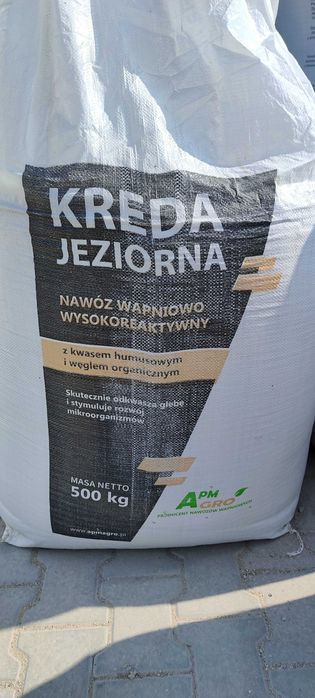 KREDA
JEZIORNA
NAWÓZ WAPNIOWO
WYSOKOREAKTYWNY
z kwasem humusowym
i węglem organicznym
Skutecznie odkwasza glebę
i stymuluje rozwój
mikroorganizmów
MASA NETTO
500 kg
APM
AGRO
PRODUCENT NAWOZÓW WAPNIOWYCH
www.apmagro.pl